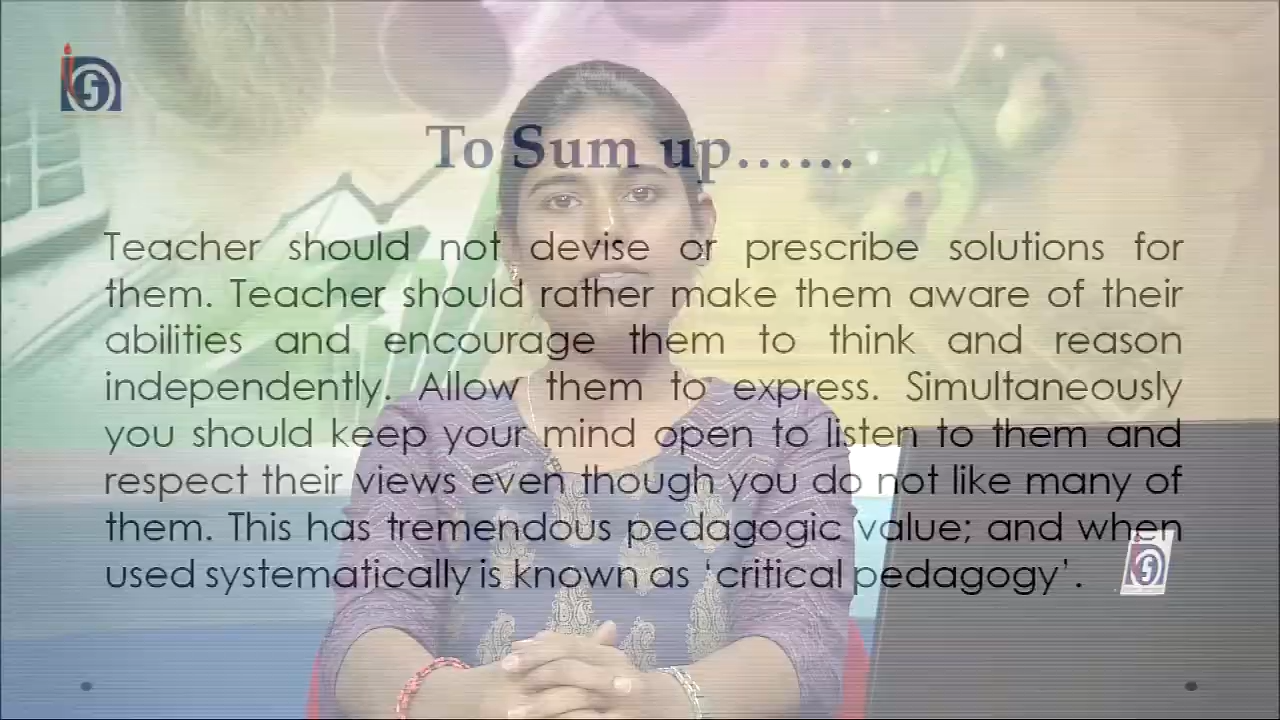 To Sum up......
Teacher should not devise or prescribe solutions for
them. Teacher should rather make them aware of their
abilities and encourage them to think and reason
independently. Allow them to express. Simultaneously
you should keep your mind open to listen to them and
respect their views even though you do not like many of
them. This has tremendous pedagogic value; and when
used systematically is known as ‘critical pedagogy’.